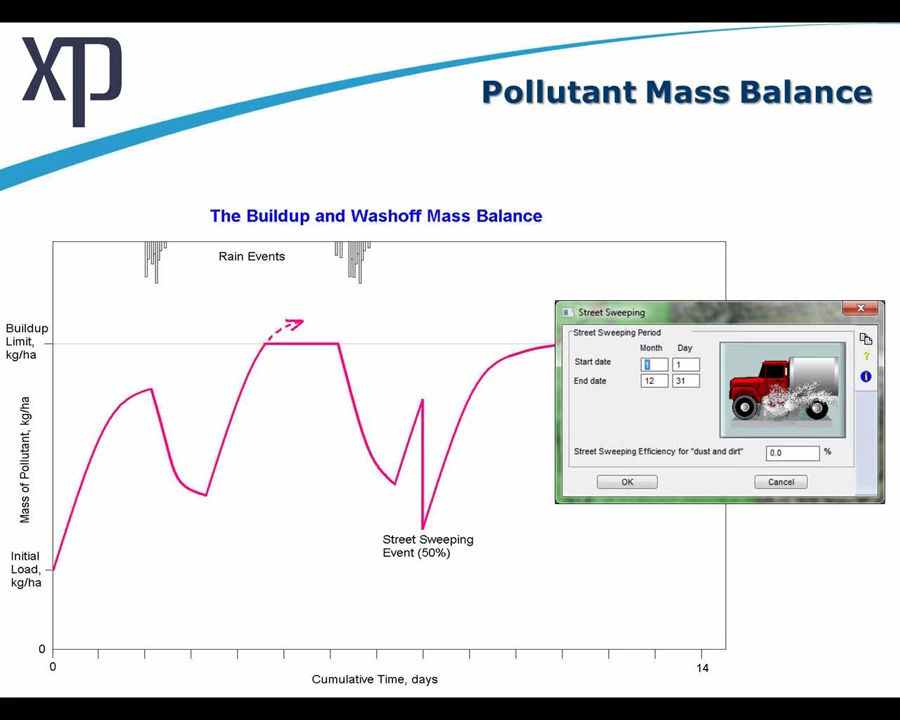 xp
Pollutant Mass Balance
The Buildup and Washoff Mass Balance
Rain Events
Buildup
Limit,
kg/ha
Mass of Pollutant, kg/ha
Initial
Load,
kg/ha
0
0
14
Cumulative Time, days
Street Sweeping
Event (50%)
Street Sweeping
Street Sweeping Period
Month Day
Start date 1 1
End date 12 31
Street Sweeping Efficiency for "dust and dirt" 0.0 %
OK Cancel